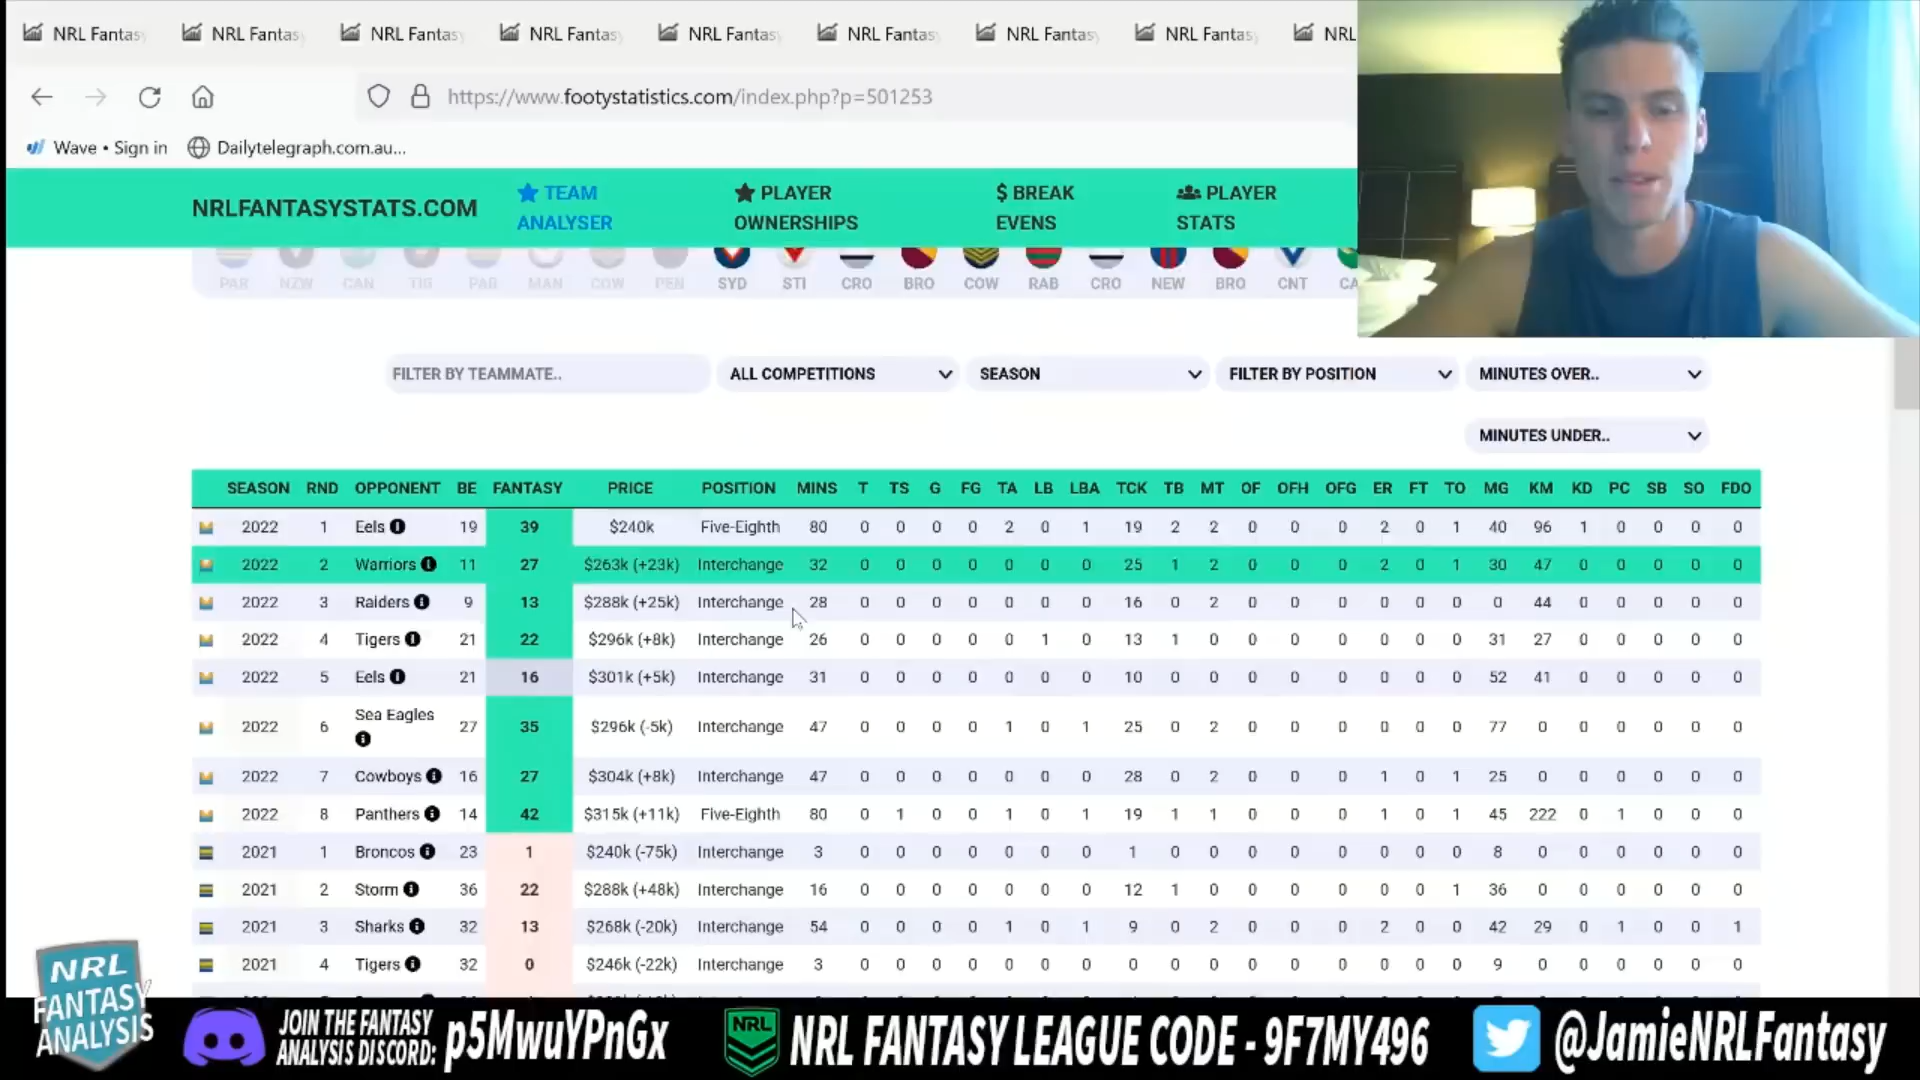 NRL Fantas NRL Fantas NRL Fantas NRL Fantas NRL Fantas NRL Fantas NRL Fantas NRL Fantas NRL
https://www.footystatistics.com/index.php?p=501253
Wave • Sign in Dailytelegraph.com.au...
NRLFANTASYSTATS.COM
TEAM ANALYSER
PLAYER OWNERSHIPS
$ BREAK EVENS
PLAYER STATS
PAR NZW CAN TIG PAR MAN COW PEN SYD STI CRO BRO COW RAB CRO NEW BRO CNT CA
FILTER BY TEAMMATE.. ALL COMPETITIONS SEASON FILTER BY POSITION MINUTES OVER..
MINUTES UNDER..
SEASON RND OPPONENT BE FANTASY PRICE POSITION MINS T TS G FG TA LB LBA TCK TB MT OF OFH OFG ER FT TO MG KM KD PC SB SO FDO
2022 1 Eels 19 39 $240k Five-Eighth 80 0 0 0 0 2 0 1 19 2 2 0 0 0 2 0 1 40 96 1 0 0 0 0
2022 2 Warriors 11 27 $263k (+23k) Interchange 32 0 0 0 0 0 0 0 25 1 2 0 0 0 2 0 1 30 47 0 0 0 0 0
2022 3 Raiders 9 13 $288k (+25k) Interchange 28 0 0 0 0 0 0 0 16 0 2 0 0 0 0 0 0 0 44 0 0 0 0 0
2022 4 Tigers 21 22 $296k (+8k) Interchange 26 0 0 0 0 0 1 0 13 1 0 0 0 0 0 0 0 31 27 0 0 0 0 0
2022 5 Eels 21 16 $301k (+5k) Interchange 31 0 0 0 0 0 0 0 10 0 0 0 0 0 0 0 0 52 41 0 0 0 0 0
2022 6 Sea Eagles 27 35 $296k (-5k) Interchange 47 0 0 0 0 1 0 1 25 0 2 0 0 0 0 0 0 77 0 0 0 0 0 0
2022 7 Cowboys 16 27 $304k (+8k) Interchange 47 0 0 0 0 0 0 0 28 0 2 0 0 0 1 0 1 25 0 0 0 0 0 0
2022 8 Panthers 14 42 $315k (+11k) Five-Eighth 80 0 1 0 0 1 0 1 19 1 1 0 0 0 1 0 1 45 222 0 1 0 0 0
2021 1 Broncos 23 1 $240k (-75k) Interchange 3 0 0 0 0 0 0 0 1 0 0 0 0 0 0 0 0 8 0 0 0 0 0 0
2021 2 Storm 36 22 $288k (+48k) Interchange 16 0 0 0 0 0 0 0 12 1 0 0 0 0 0 0 1 36 0 0 0 0 0 0
2021 3 Sharks 32 13 $268k (-20k) Interchange 54 0 0 0 0 1 0 1 9 0 2 0 0 0 2 0 0 42 29 0 1 0 0 1
2021 4 Tigers 32 0 $246k (-22k) Interchange 3 0 0 0 0 0 0 0 0 0 0 0 0 0 0 0 0 9 0 0 0 0 0 0
NRL
FANTASY
ANALYSIS
JOIN THE FANTASY
ANALYSIS DISCORD: p5MwuYPnGx
NRL
NRL FANTASY LEAGUE CODE - 9F7MY496
@JamieNRLFantasy